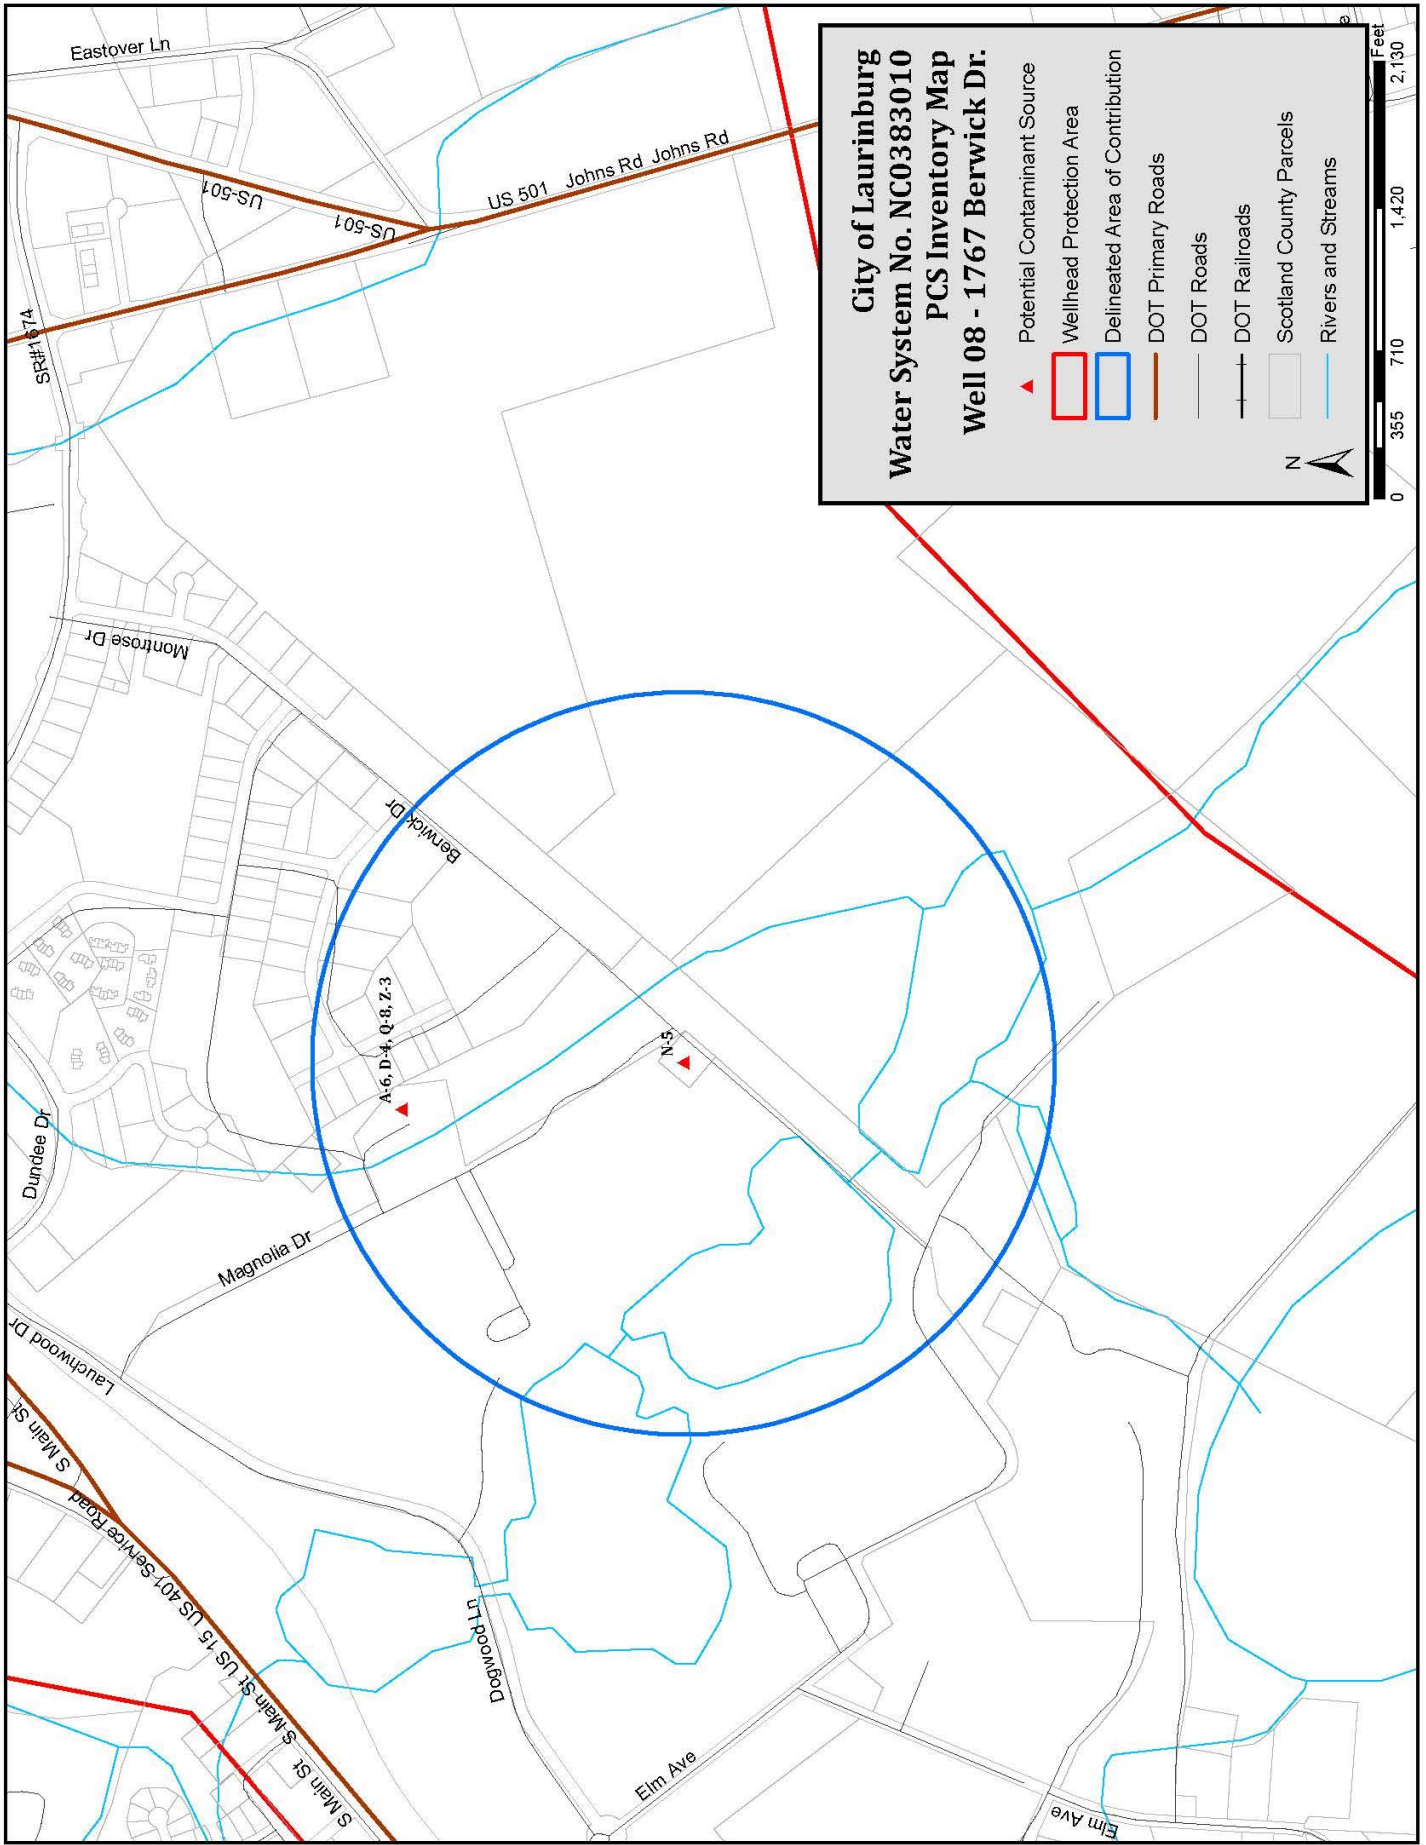 City of Laurinburg
Water System No. NC0383010
PCS Inventory Map
Well 08 - 1767 Berwick Dr.
Potential Contaminant Source
Wellhead Protection Area
Delineated Area of Contribution
DOT Primary Roads
DOT Roads
DOT Railroads
Scotland County Parcels
Rivers and Streams
N
0 355 710 1,420 2,130
Feet
Eastover Ln
US-501
US-501
US 501 Johns Rd Johns Rd
SR#1674
Montrose Dr
Berwick Dr
A-6, D-4, Q-8, Z-3
N-5
Dundee Dr
Magnolia Dr
Lauchwood Dr
S Main St
S Main St S Main St US 15 US 401 Service Road
Dogwood Ln
Elm Ave
Elm Ave
e